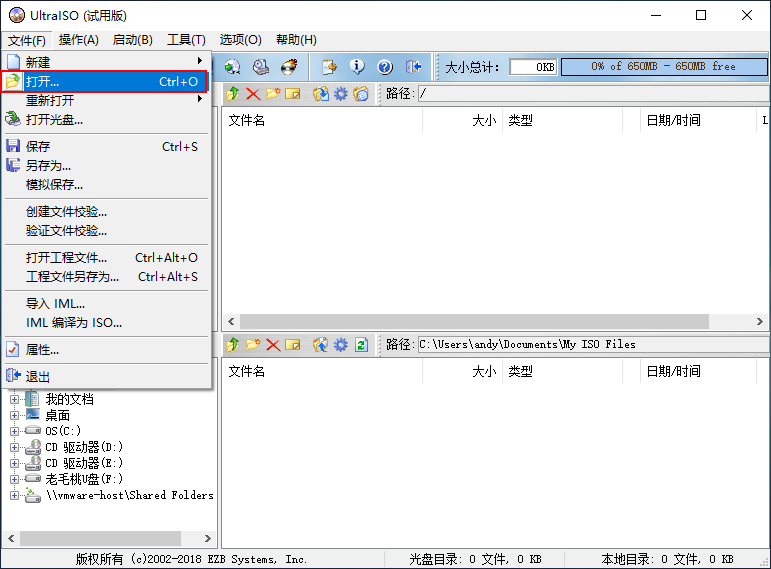 UltraISO (试用版)
文件(F) 操作(A) 启动(B) 工具(T) 选项(O) 帮助(H)
大小总计: 0KB 0% of 650MB - 650MB free
新建
打开... Ctrl+O
重新打开
打开光盘...
保存 Ctrl+S
另存为...
模拟保存...
创建文件校验...
验证文件校验...
打开工程文件... Ctrl+Alt+O
工程文件另存为... Ctrl+Alt+S
导入 IML...
IML 编译为 ISO...
属性...
退出
路径: /
文件名 大小 类型 日期/时间 L
路径: C:\Users\andy\Documents\My ISO Files
文件名 大小 类型 日期/时间
我的文档
桌面
OS(C:)
CD 驱动器(D:)
CD 驱动器(E:)
老毛桃U盘(F:)
\\vmware-host\Shared Folders
版权所有 (c)2002-2018 EZB Systems, Inc. 光盘目录: 0 文件, 0 KB 本地目录: 0 文件, 0 KB